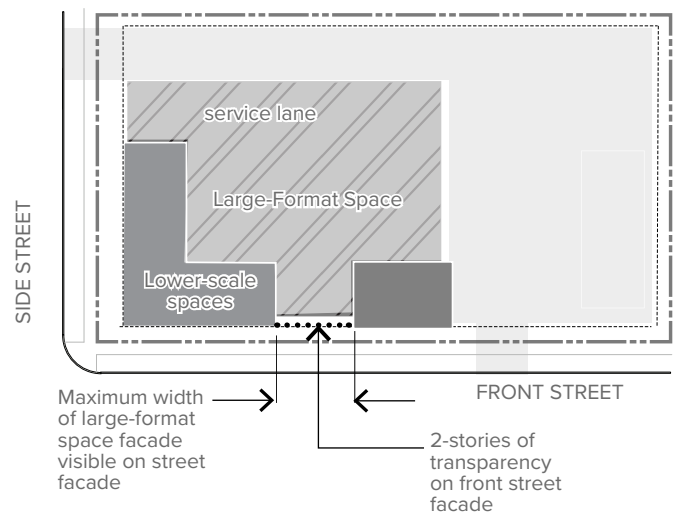 service lane
Large-Format Space
SIDE STREET
Lower-scale
spaces
FRONT STREET
Maximum width
of large-format
space facade
visible on street
facade
2-stories of
transparency
on front street
facade